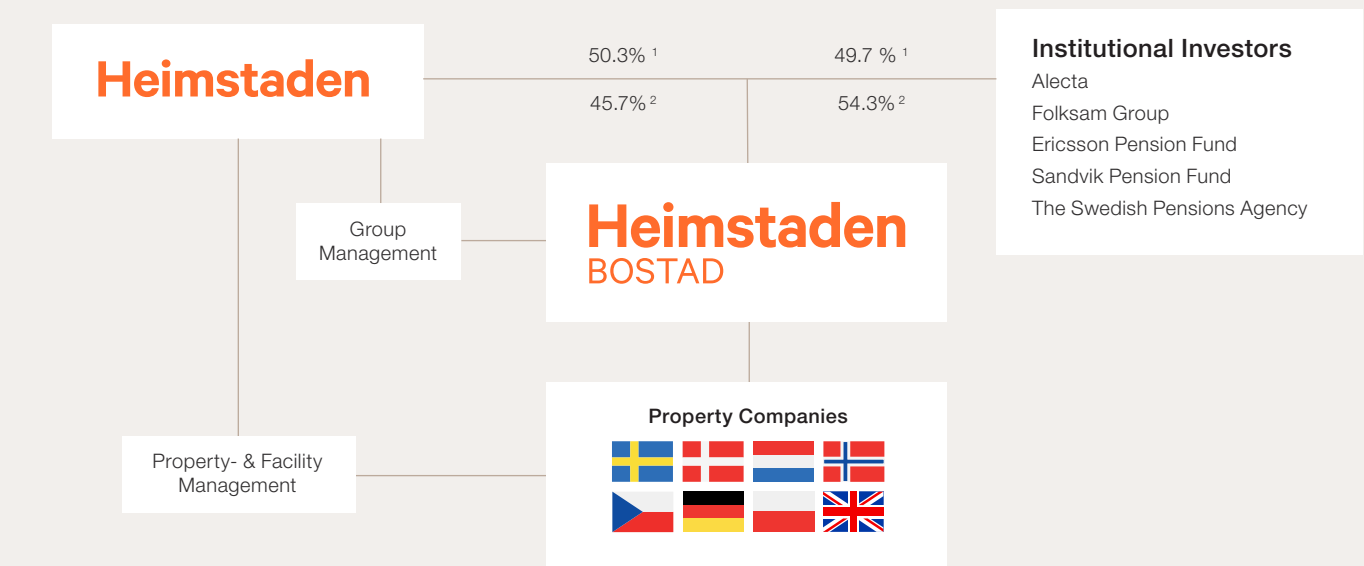 Heimstaden
50.3% ¹
49.7 % ¹
45.7% ²
54.3% ²
Institutional Investors
Alecta
Folksam Group
Ericsson Pension Fund
Sandvik Pension Fund
The Swedish Pensions Agency
Group
Management
Heimstaden
BOSTAD
Property Companies
Property- & Facility
Management